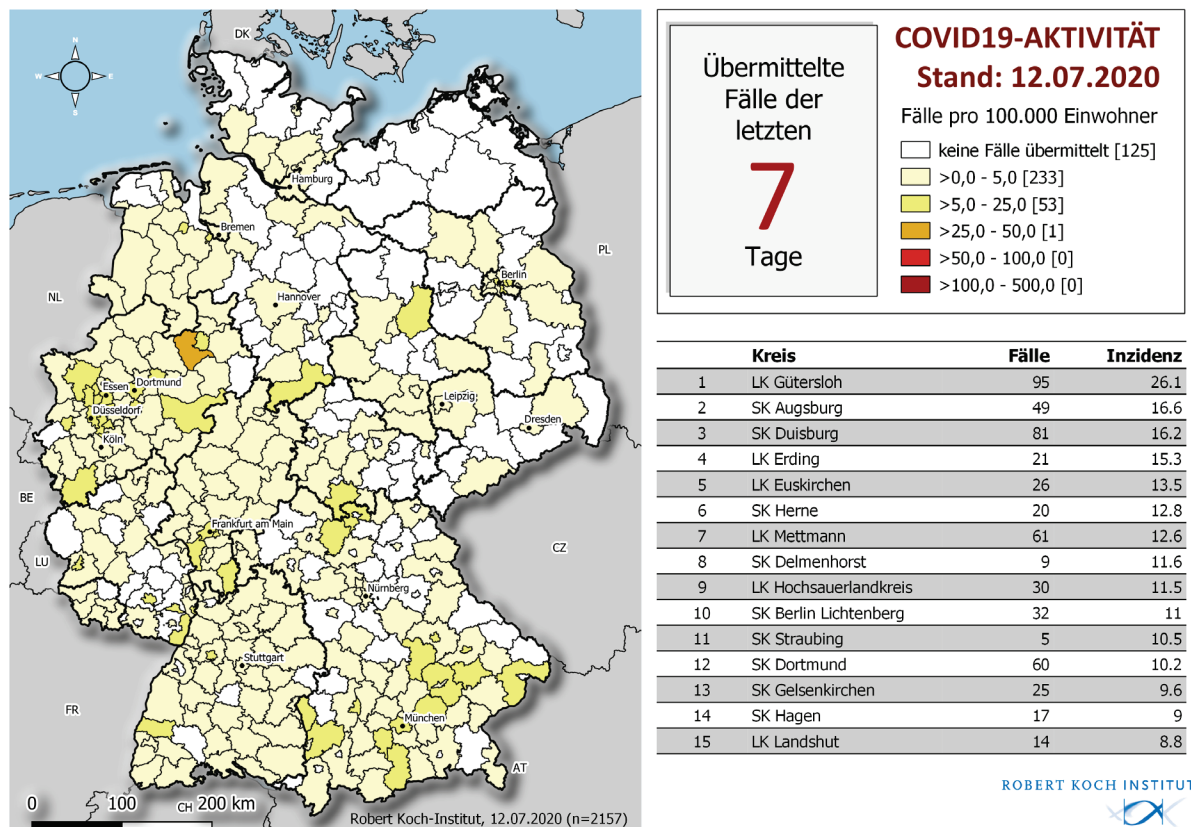 DK
N
W
E
S
Hamburg
Bremen
PL
Berlin
NL
Hannover
Essen
Dortmund
Düsseldorf
Leipzig
Köln
Dresden
BE
Frankfurt am Main
CZ
LU
Nürnberg
Stuttgart
FR
München
AT
0 100 200 km
CH
Robert Koch-Institut, 12.07.2020 (n=2157)
Übermittelte
Fälle der
letzten
7
Tage
COVID19-AKTIVITÄT
Stand: 12.07.2020
Fälle pro 100.000 Einwohner
keine Fälle übermittelt [125]
>0,0 - 5,0 [233]
>5,0 - 25,0 [53]
>25,0 - 50,0 [1]
>50,0 - 100,0 [0]
>100,0 - 500,0 [0]
Kreis Fälle Inzidenz
1 LK Gütersloh 95 26.1
2 SK Augsburg 49 16.6
3 SK Duisburg 81 16.2
4 LK Erding 21 15.3
5 LK Euskirchen 26 13.5
6 SK Herne 20 12.8
7 LK Mettmann 61 12.6
8 SK Delmenhorst 9 11.6
9 LK Hochsauerlandkreis 30 11.5
10 SK Berlin Lichtenberg 32 11
11 SK Straubing 5 10.5
12 SK Dortmund 60 10.2
13 SK Gelsenkirchen 25 9.6
14 SK Hagen 17 9
15 LK Landshut 14 8.8
ROBERT KOCH INSTITUT